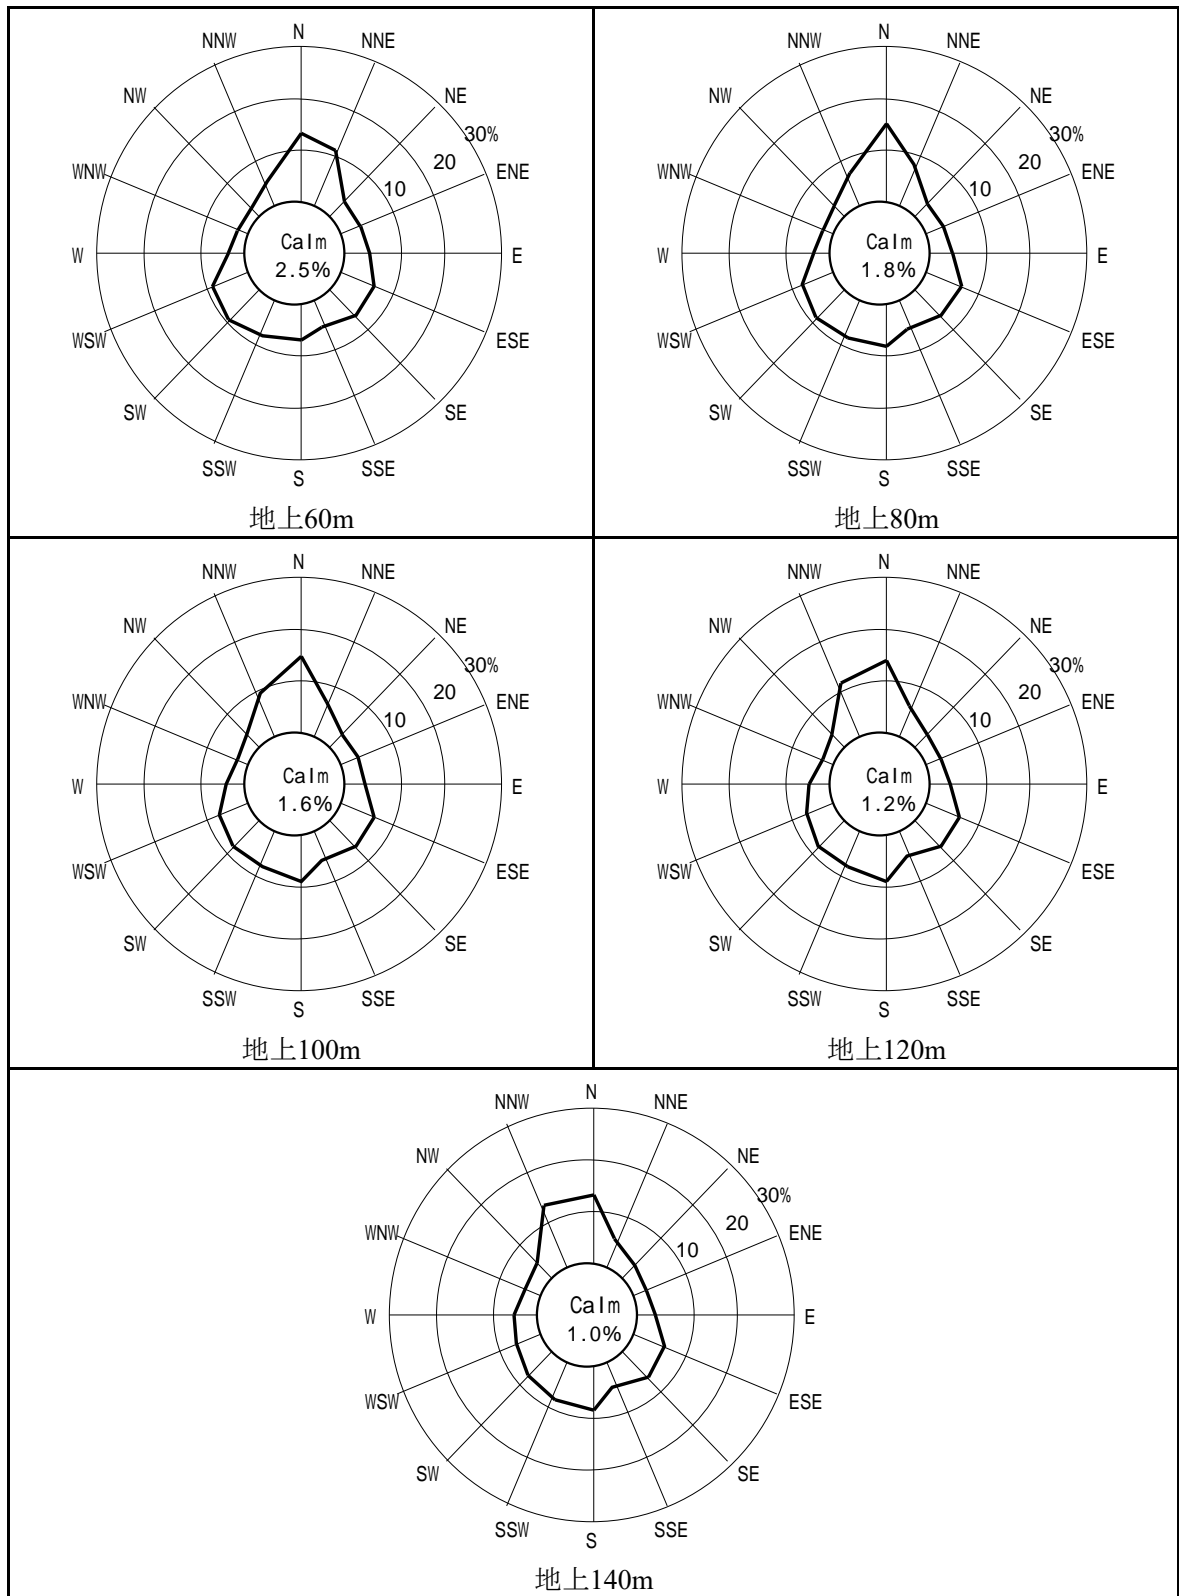 N
NNW
NNE
NW
NE
30%
20
WNW
ENE
10
Calm
W
E
2.5%
WSW
ESE
SW
SE
SSW
SSE
S
地上60m
N
NNW
NNE
NW
NE
30%
20
WNW
ENE
10
Calm
W
E
1.8%
WSW
ESE
SW
SE
SSW
SSE
S
地上80m
N
NNW
NNE
NW
NE
30%
20
WNW
ENE
10
Calm
W
E
1.6%
WSW
ESE
SW
SE
SSW
SSE
S
地上100m
N
NNW
NNE
NW
NE
30%
20
WNW
ENE
10
Calm
W
E
1.2%
WSW
ESE
SW
SE
SSW
SSE
S
地上120m
N
NNW
NNE
NW
NE
30%
20
WNW
ENE
10
Calm
W
E
1.0%
WSW
ESE
SW
SE
SSW
SSE
S
地上140m